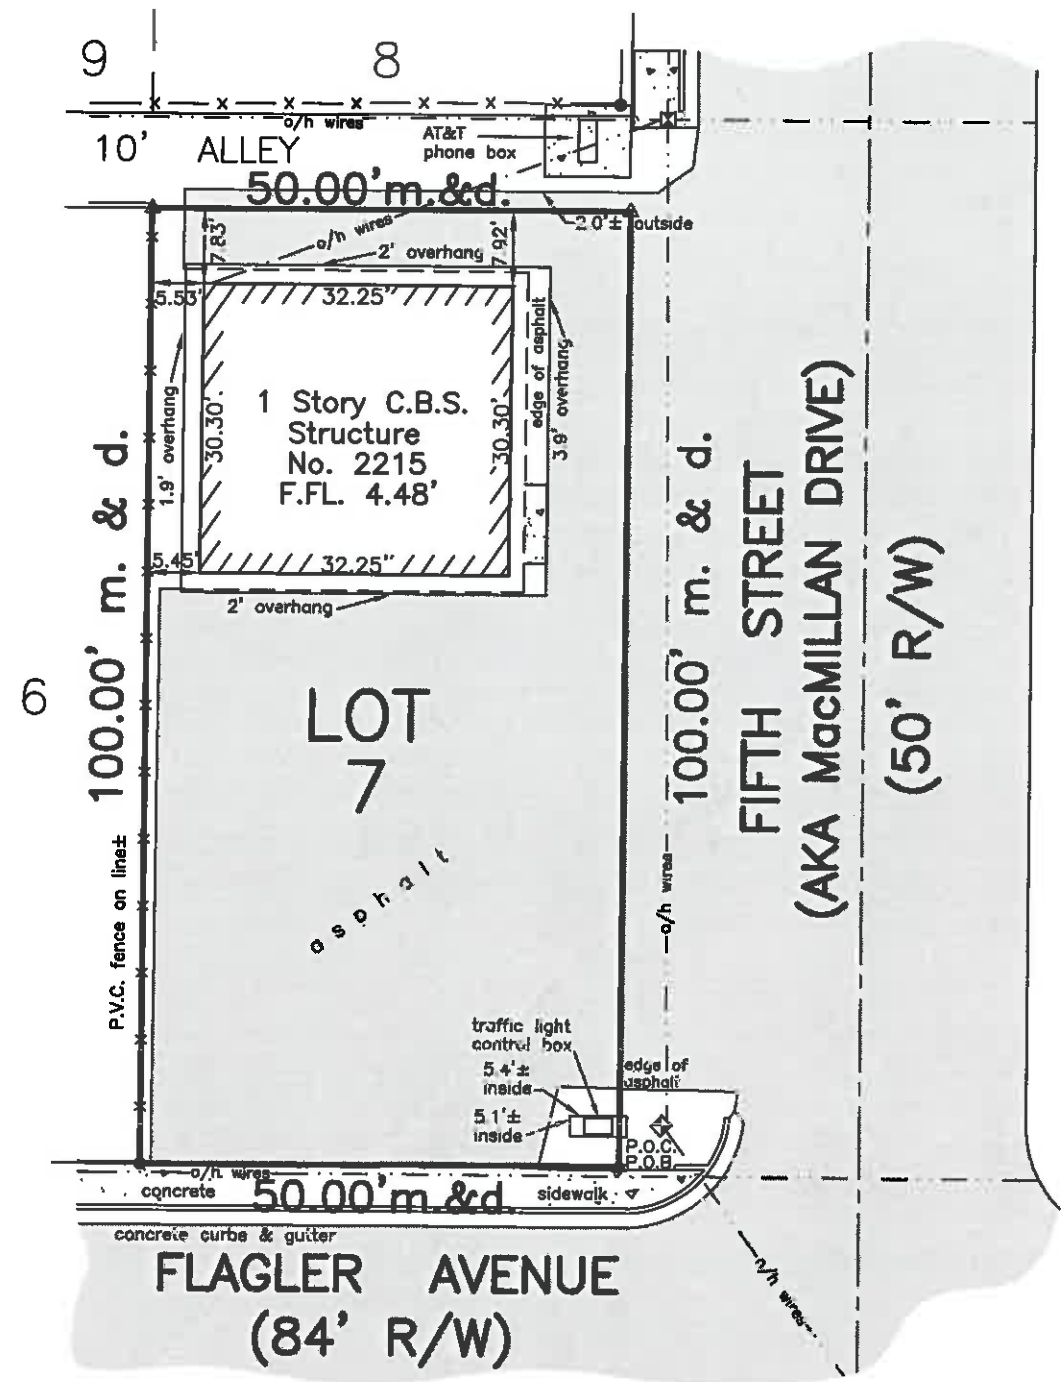 9
8
o/h wires
10' ALLEY
AT&T
phone box
50.00'm.&d.
2.0'± outside
o/h wires
7.83'
7.92'
2' overhang
5.53'
32.25"
1.9' overhang
30.30'
1 Story C.B.S.
Structure
No. 2215
F.FL. 4.48'
30.30'
edge of asphalt
3.9' overhang
4
5.45'
32.25"
2' overhang
100.00' m. & d.
100.00' m. & d.
FIFTH STREET
(AKA MacMILLAN DRIVE)
(50' R/W)
6
LOT
7
asphalt
P.V.C. fence on line±
o/h wires
traffic light
control box
5.4'±
inside
5.1'±
inside
edge of
asphalt
P.O.C.
P.O.B.
o/h wires
concrete
50.00'm.&d.
sidewalk
concrete curbe & gutter
FLAGLER AVENUE
(84' R/W)
o/h wires